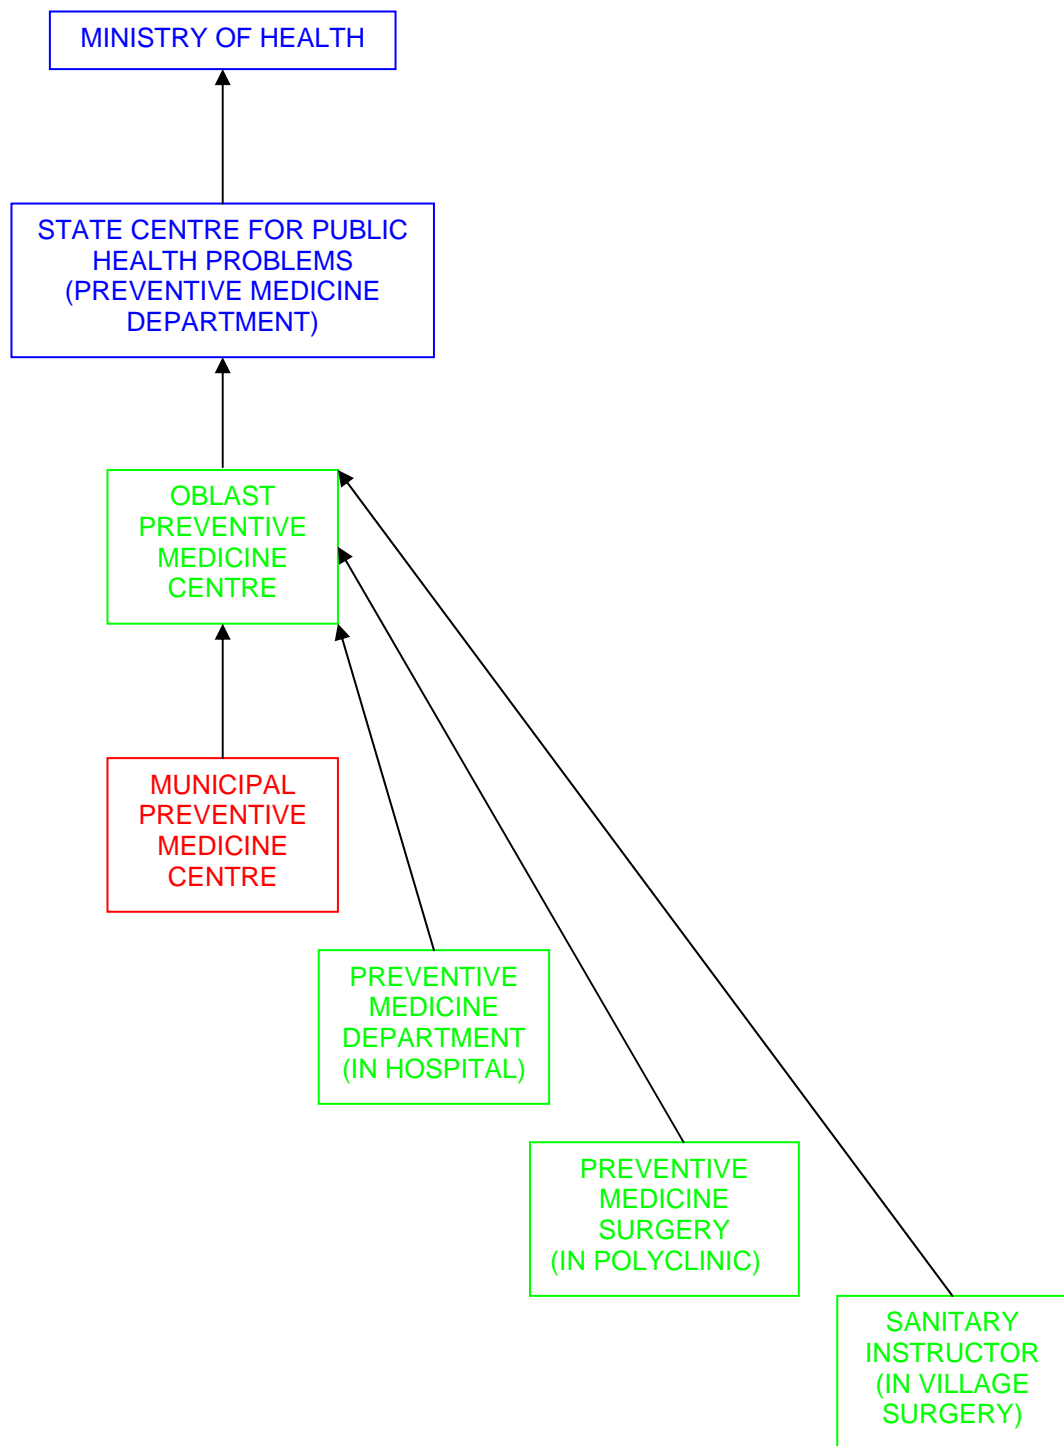 MINISTRY OF HEALTH
STATE CENTRE FOR PUBLIC
HEALTH PROBLEMS
(PREVENTIVE MEDICINE
DEPARTMENT)
OBLAST
PREVENTIVE
MEDICINE
CENTRE
MUNICIPAL
PREVENTIVE
MEDICINE
CENTRE
PREVENTIVE
MEDICINE
DEPARTMENT
(IN HOSPITAL)
PREVENTIVE
MEDICINE
SURGERY
(IN POLYCLINIC)
SANITARY
INSTRUCTOR
(IN VILLAGE
SURGERY)